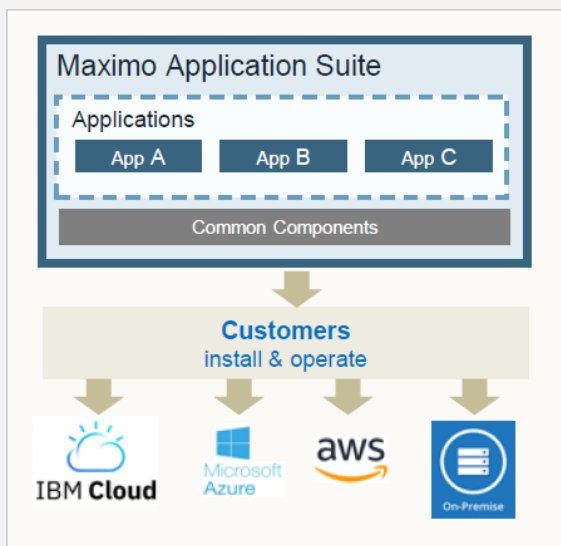 Maximo Application Suite
Applications
App A
App B
App C
Common Components
Customers
install & operate
IBM Cloud
Microsoft
Azure
aws
On-Premise